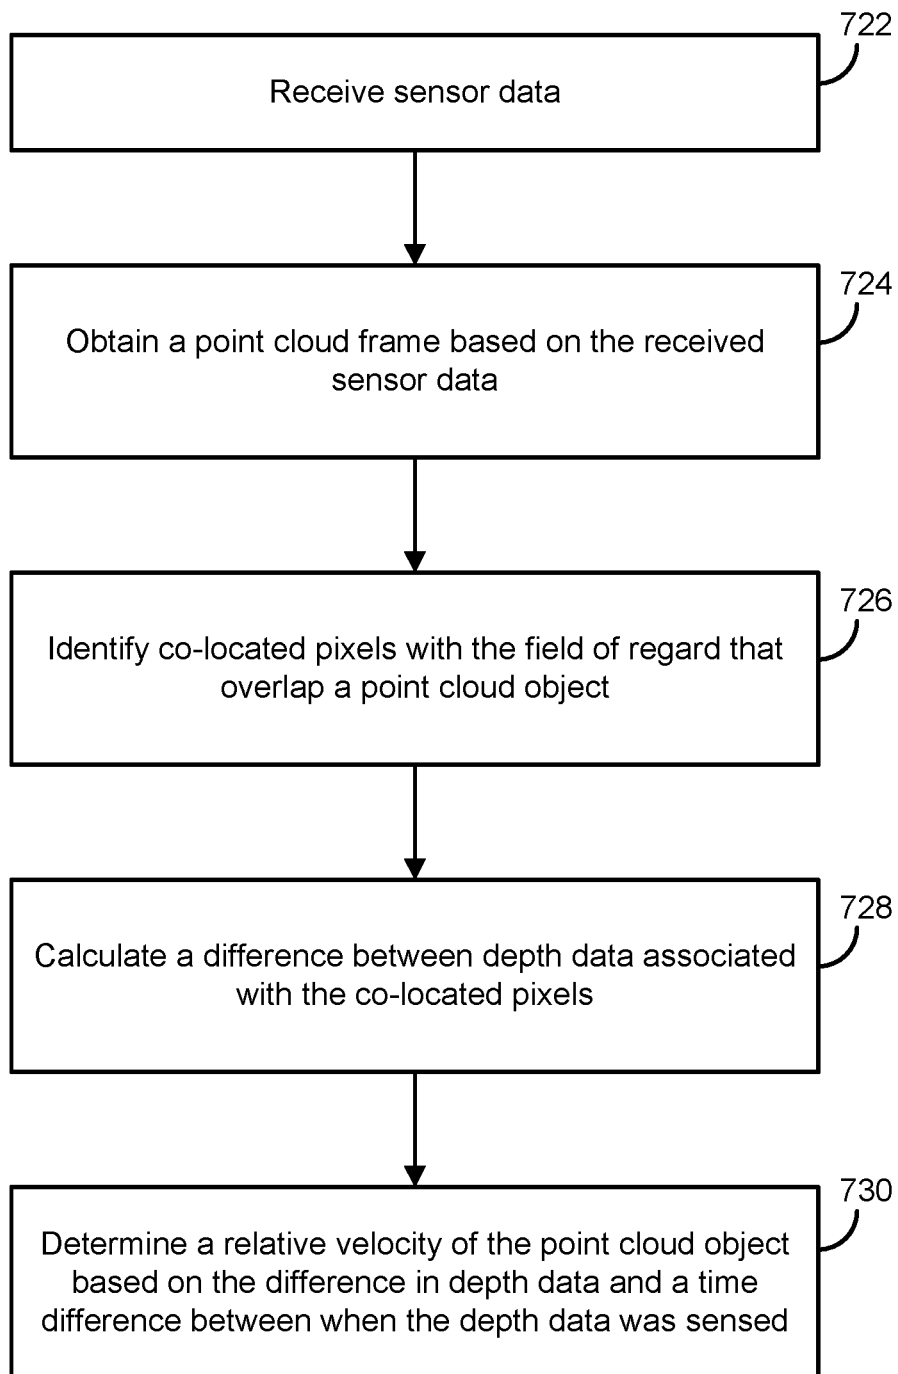 722
Receive sensor data
724
Obtain a point cloud frame based on the received
sensor data
726
Identify co-located pixels with the field of regard that
overlap a point cloud object
728
Calculate a difference between depth data associated
with the co-located pixels
730
Determine a relative velocity of the point cloud object
based on the difference in depth data and a time
difference between when the depth data was sensed